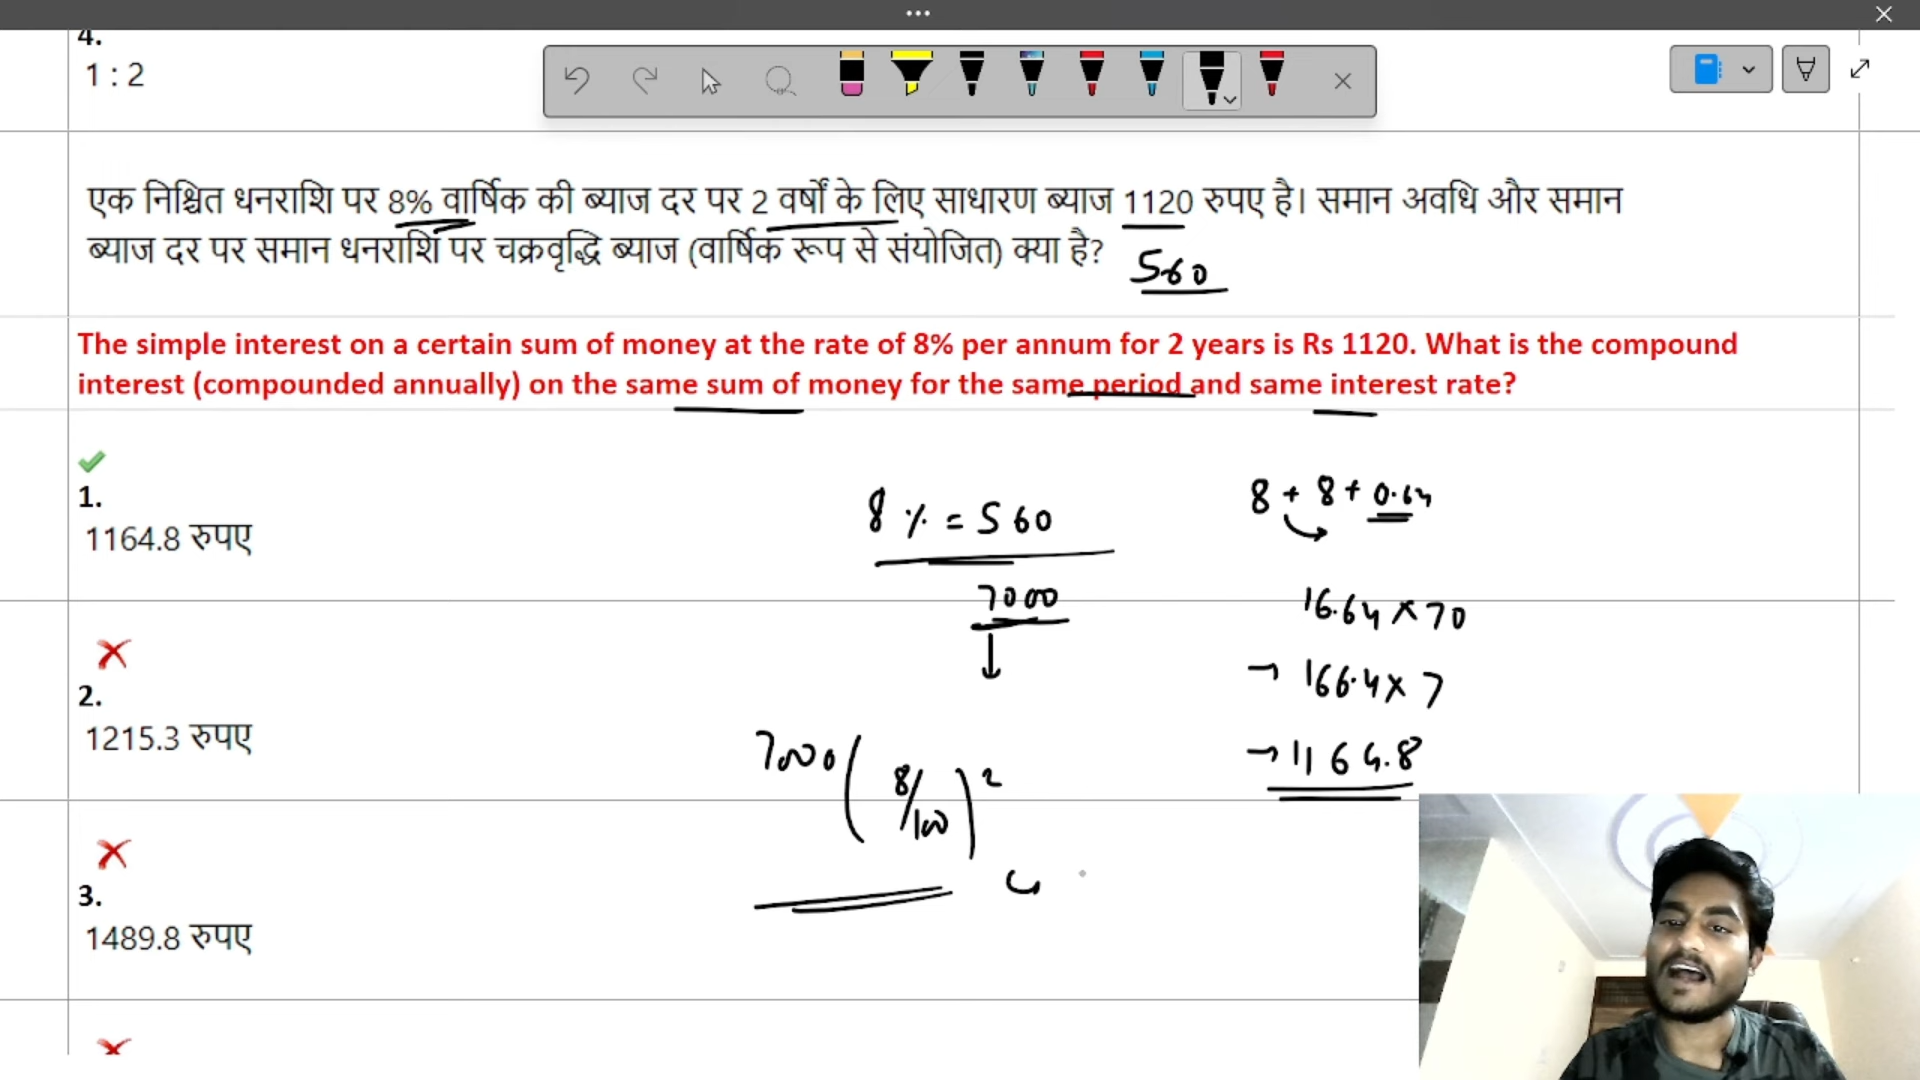 4.
1 : 2
एक निश्चित धनराशि पर 8% वार्षिक की ब्याज दर पर 2 वर्षों के लिए साधारण ब्याज 1120 रुपए है। समान अवधि और समान
ब्याज दर पर समान धनराशि पर चक्रवृद्धि ब्याज (वार्षिक रूप से संयोजित) क्या है?
560
The simple interest on a certain sum of money at the rate of 8% per annum for 2 years is Rs 1120. What is the compound
interest (compounded annually) on the same sum of money for the same period and same interest rate?
1.
1164.8 रुपए
8 % = 560
7000
7000 ( 8/100 )²
8 + 8 + 0.64
16.64 × 70
→ 166.4 × 7
→ 1164.8
2.
1215.3 रुपए
3.
1489.8 रुपए